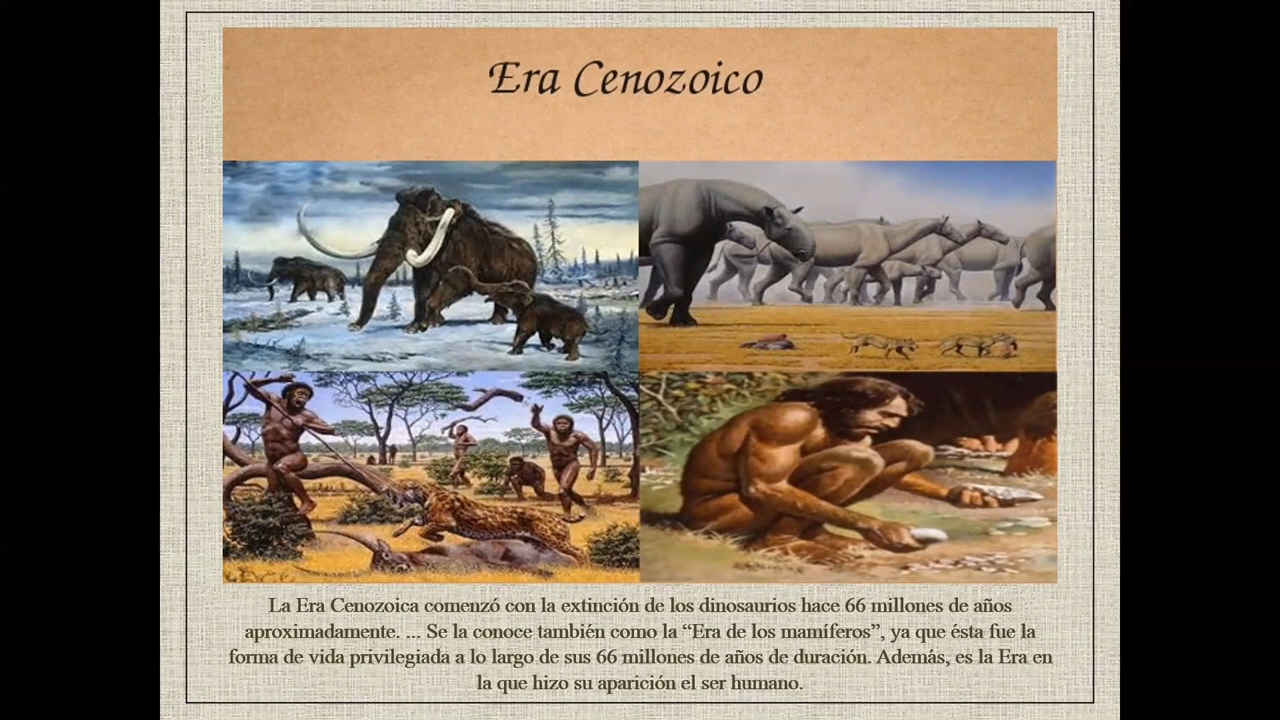 Era Cenozoico
La Era Cenozoica comenzó con la extinción de los dinosaurios hace 66 millones de años
aproximadamente. ... Se la conoce también como la “Era de los mamíferos”, ya que ésta fue la
forma de vida privilegiada a lo largo de sus 66 millones de años de duración. Además, es la Era en
la que hizo su aparición el ser humano.